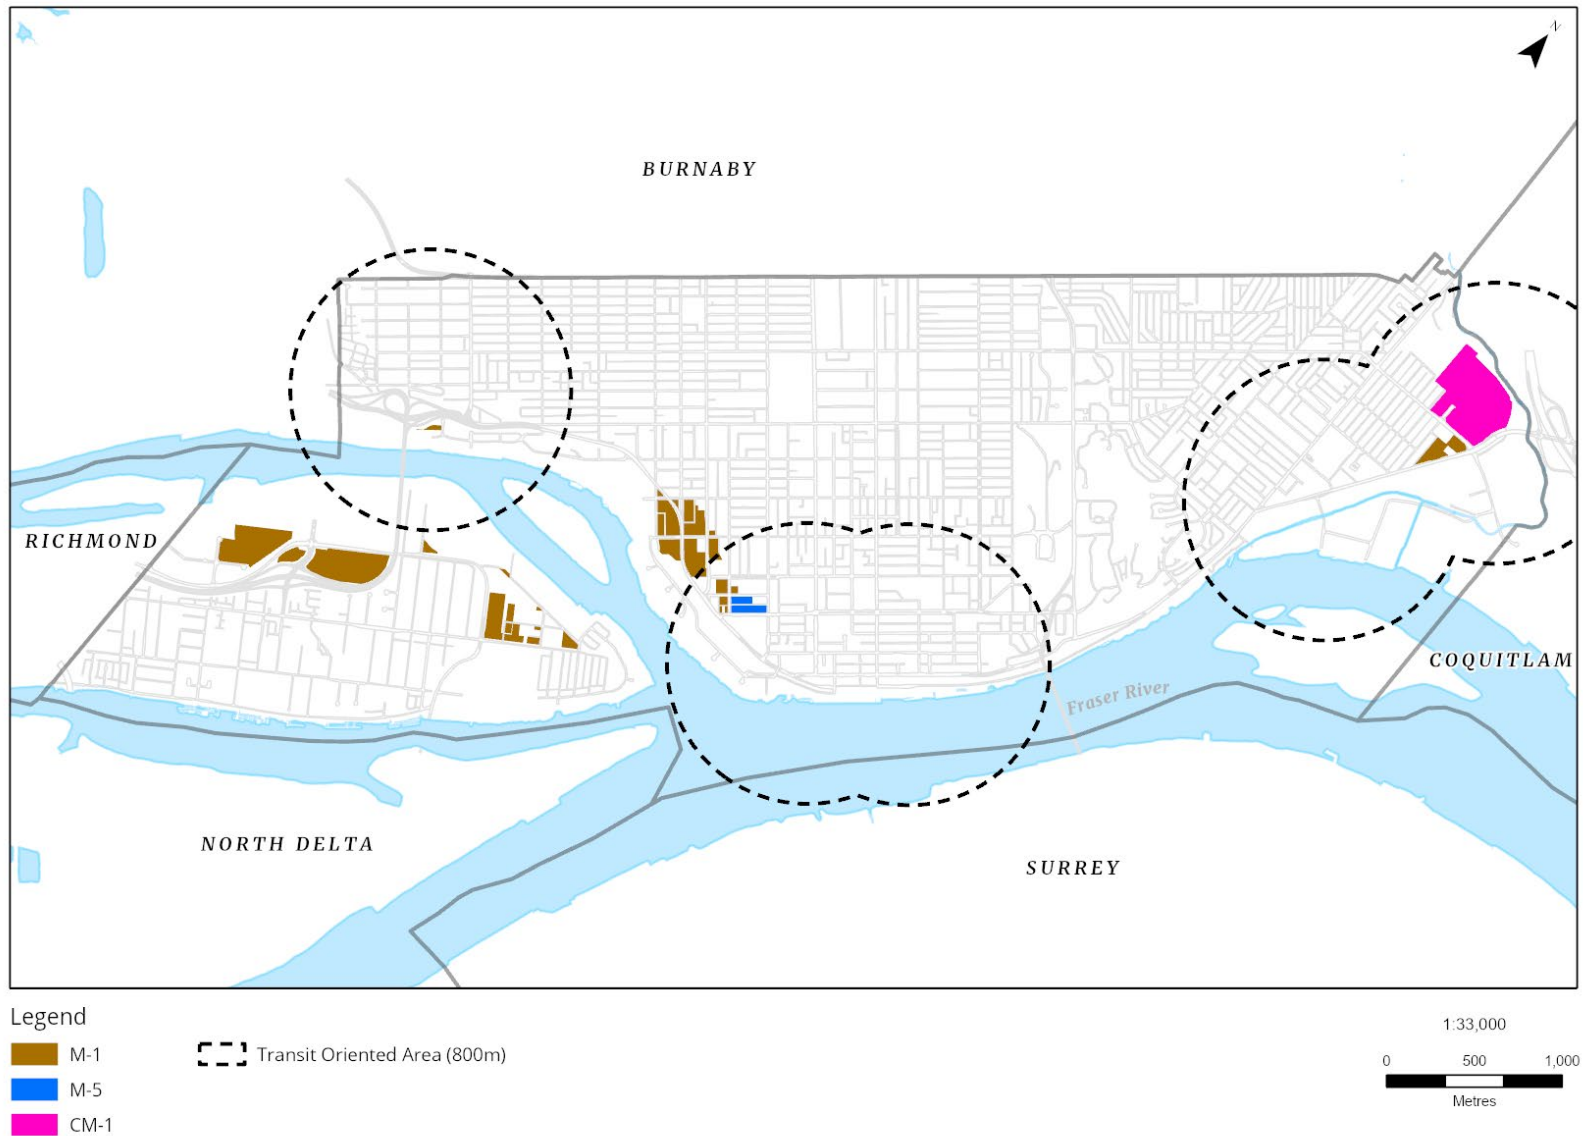 N
BURNABY
RICHMOND
COQUITLAM
Fraser River
NORTH DELTA
SURREY
Legend
M-1
M-5
CM-1
Transit Oriented Area (800m)
1:33,000
0 500 1,000
Metres